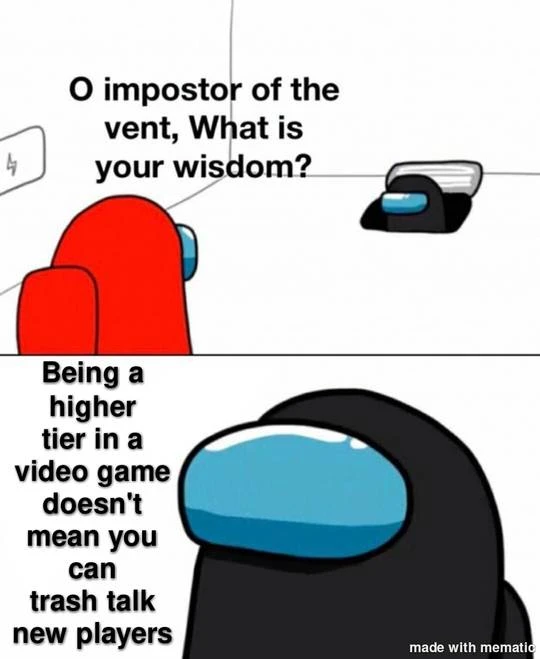 O impostor of the
vent, What is
your wisdom?
Being a
higher
tier in a
video game
doesn't
mean you
can
trash talk
new players
made with mematic